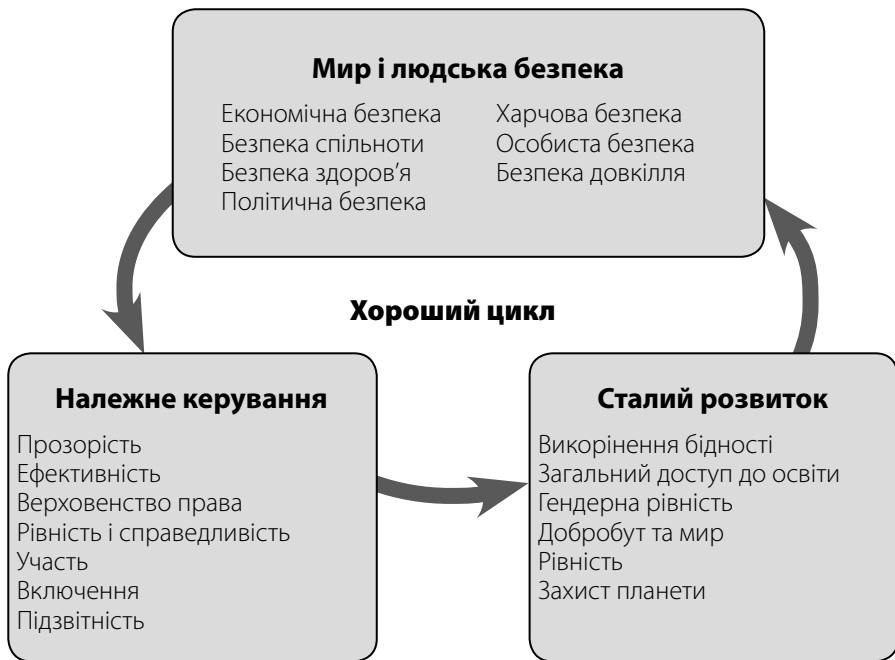 Мир і людська безпека
Економічна безпека
Безпека спільноти
Безпека здоров’я
Політична безпека
Харчова безпека
Особиста безпека
Безпека довкілля
Хороший цикл
Належне керування
Прозорість
Ефективність
Верховенство права
Рівність і справедливість
Участь
Включення
Підзвітність
Сталий розвиток
Викорінення бідності
Загальний доступ до освіти
Гендерна рівність
Добробут та мир
Рівність
Захист планети